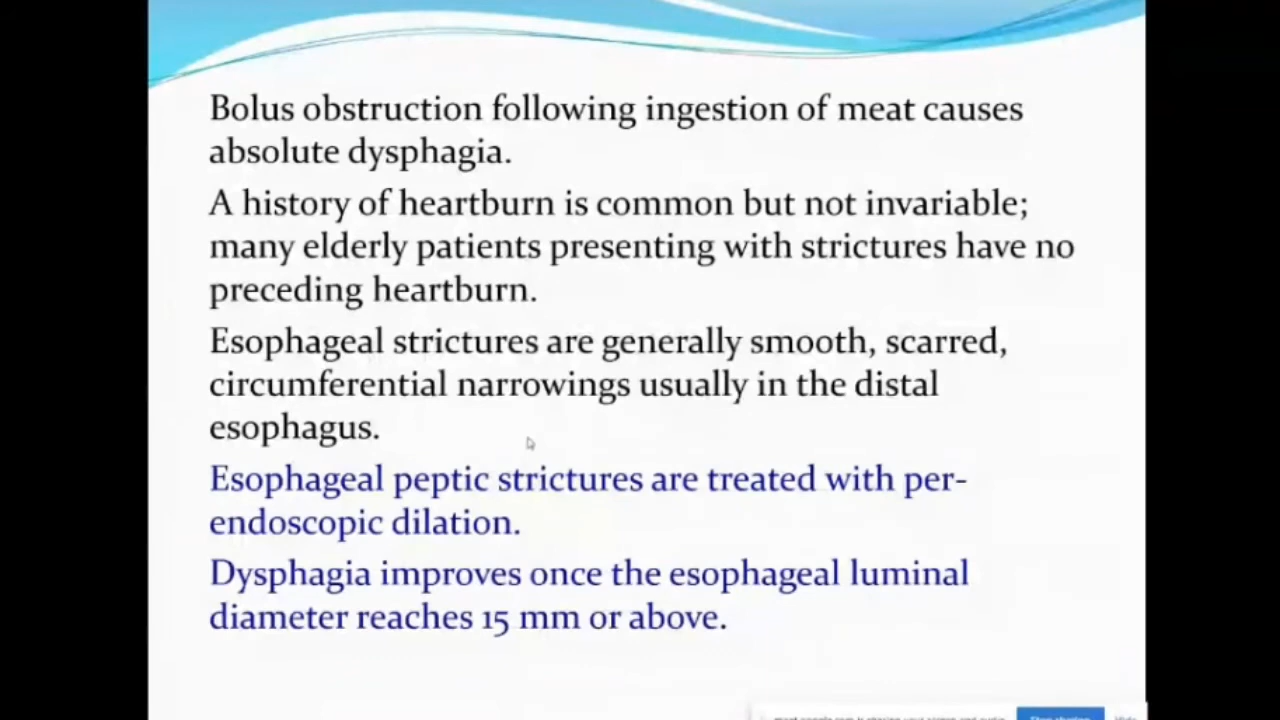 Bolus obstruction following ingestion of meat causes
absolute dysphagia.
A history of heartburn is common but not invariable;
many elderly patients presenting with strictures have no
preceding heartburn.
Esophageal strictures are generally smooth, scarred,
circumferential narrowings usually in the distal
esophagus.
Esophageal peptic strictures are treated with per-
endoscopic dilation.
Dysphagia improves once the esophageal luminal
diameter reaches 15 mm or above.